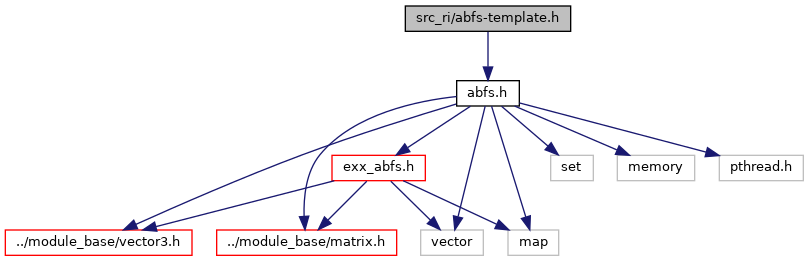 src_ri/abfs-template.h
abfs.h
exx_abfs.h
set
memory
pthread.h
../module_base/vector3.h
../module_base/matrix.h
vector
map